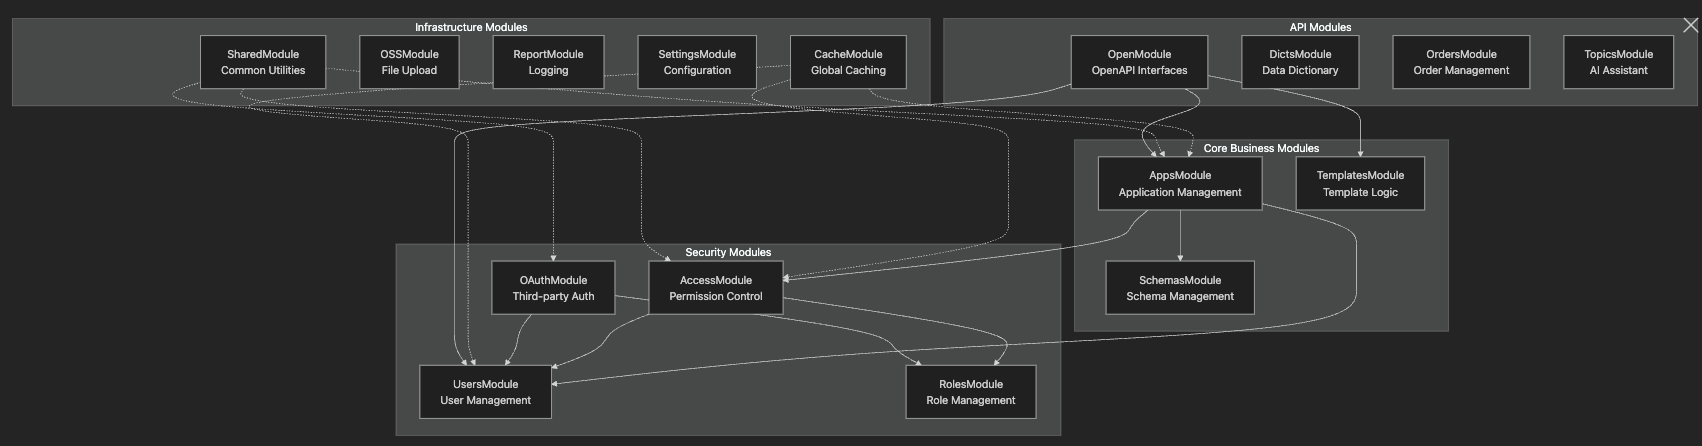 Infrastructure Modules
SharedModule
Common Utilities
OSSModule
File Upload
ReportModule
Logging
SettingsModule
Configuration
CacheModule
Global Caching
API Modules
OpenModule
OpenAPI Interfaces
DictsModule
Data Dictionary
OrdersModule
Order Management
TopicsModule
AI Assistant
Core Business Modules
AppsModule
Application Management
TemplatesModule
Template Logic
SchemasModule
Schema Management
Security Modules
OAuthModule
Third-party Auth
AccessModule
Permission Control
UsersModule
User Management
RolesModule
Role Management